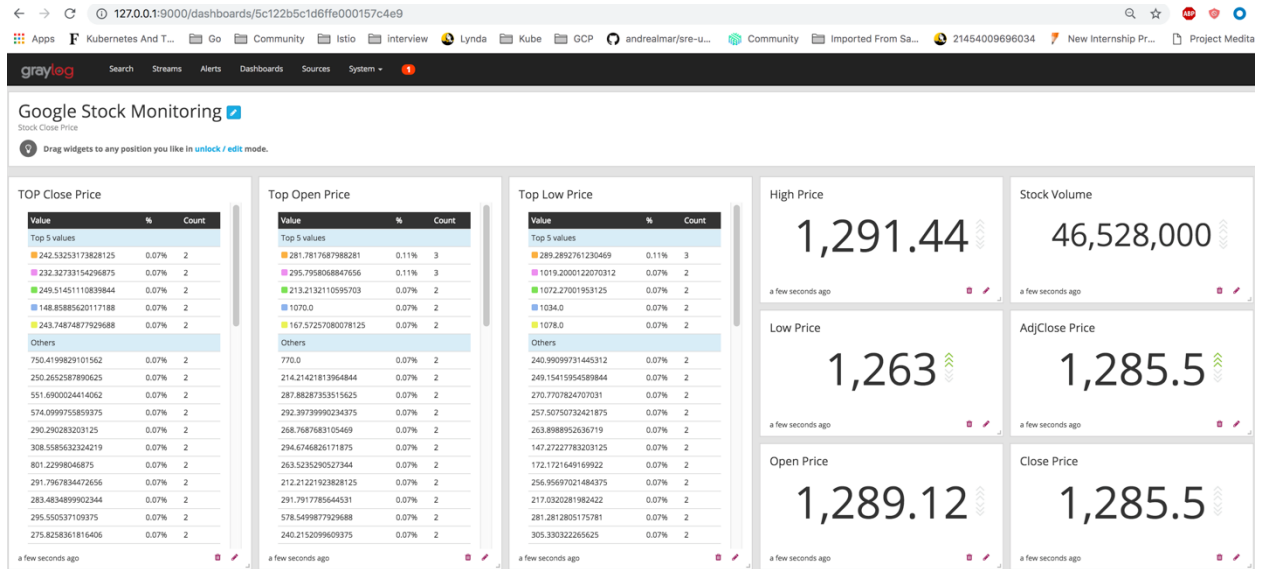 127.0.0.1:9000/dashboards/5c122b5c1d6ffe000157c4e9
Apps Kubernetes And T... Go Community Istio interview Lynda Kube GCP andrealmar/sre-u... Community Imported From Sa... 21454009696034 New Internship Pr... Project Medita
graylog Search Streams Alerts Dashboards Sources System 1
Google Stock Monitoring
Stock Close Price
Drag widgets to any position you like in unlock / edit mode.
TOP Close Price
Value % Count
Top 5 values
242.53253173828125 0.07% 2
232.32733154296875 0.07% 2
249.51451110839844 0.07% 2
148.85885620117188 0.07% 2
243.74874877929688 0.07% 2
Others
750.4199829101562 0.07% 2
250.2652587890625 0.07% 2
551.6900024414062 0.07% 2
574.0999755859375 0.07% 2
290.290283203125 0.07% 2
308.5585632324219 0.07% 2
801.22998046875 0.07% 2
291.7967834472656 0.07% 2
283.4834899902344 0.07% 2
295.550537109375 0.07% 2
275.8258361816406 0.07% 2
a few seconds ago
Top Open Price
Value % Count
Top 5 values
281.7817687988281 0.11% 3
295.7958068847656 0.11% 3
213.2132110595703 0.07% 2
1070.0 0.07% 2
167.57257080078125 0.07% 2
Others
770.0 0.07% 2
214.21421813964844 0.07% 2
287.88287353515625 0.07% 2
292.39739990234375 0.07% 2
268.7687683105469 0.07% 2
294.6746826171875 0.07% 2
263.5235290527344 0.07% 2
212.21221923828125 0.07% 2
291.7917785644531 0.07% 2
578.5499877929688 0.07% 2
240.2152099609375 0.07% 2
a few seconds ago
Top Low Price
Value % Count
Top 5 values
289.2892761230469 0.11% 3
1019.2000122070312 0.07% 2
1072.27001953125 0.07% 2
1034.0 0.07% 2
1078.0 0.07% 2
Others
240.99099731445312 0.07% 2
249.15415954589844 0.07% 2
270.7707824707031 0.07% 2
257.50750732421875 0.07% 2
263.8988952636719 0.07% 2
147.27227783203125 0.07% 2
172.1721649169922 0.07% 2
256.95697021484375 0.07% 2
217.0320281982422 0.07% 2
281.2812805175781 0.07% 2
305.330322265625 0.07% 2
a few seconds ago
High Price
1,291.44
a few seconds ago
Stock Volume
46,528,000
a few seconds ago
Low Price
1,263
a few seconds ago
AdjClose Price
1,285.5
a few seconds ago
Open Price
1,289.12
a few seconds ago
Close Price
1,285.5
a few seconds ago